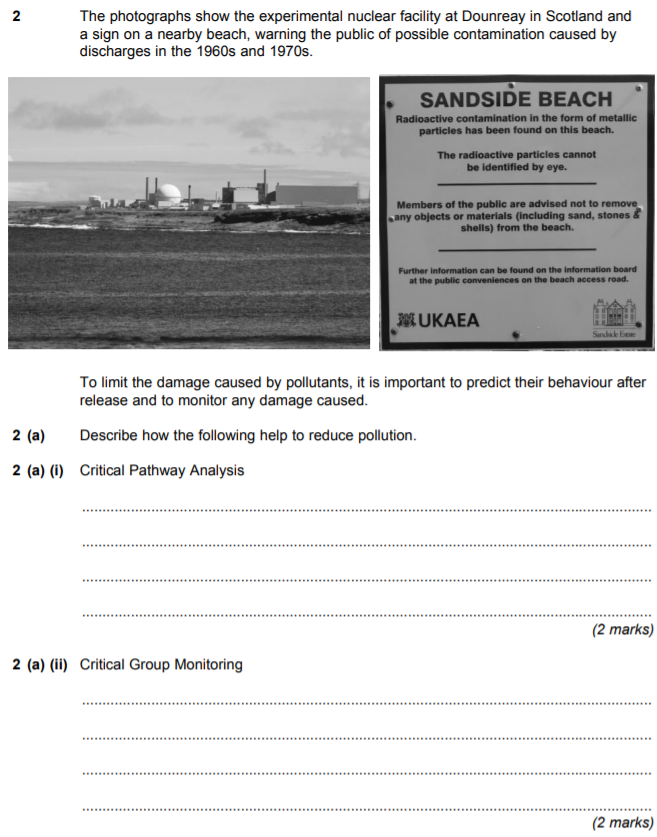 2 The photographs show the experimental nuclear facility at Dounreay in Scotland and
a sign on a nearby beach, warning the public of possible contamination caused by
discharges in the 1960s and 1970s.
SANDSIDE BEACH
Radioactive contamination in the form of metallic
particles has been found on this beach.
The radioactive particles cannot
be identified by eye.
Members of the public are advised not to remove
any objects or materials (including sand, stones &
shells) from the beach.
Further information can be found on the information board
at the public conveniences on the beach access road.
UKAEA
Sandside Estate
To limit the damage caused by pollutants, it is important to predict their behaviour after
release and to monitor any damage caused.
2 (a) Describe how the following help to reduce pollution.
2 (a) (i) Critical Pathway Analysis
(2 marks)
2 (a) (ii) Critical Group Monitoring
(2 marks)